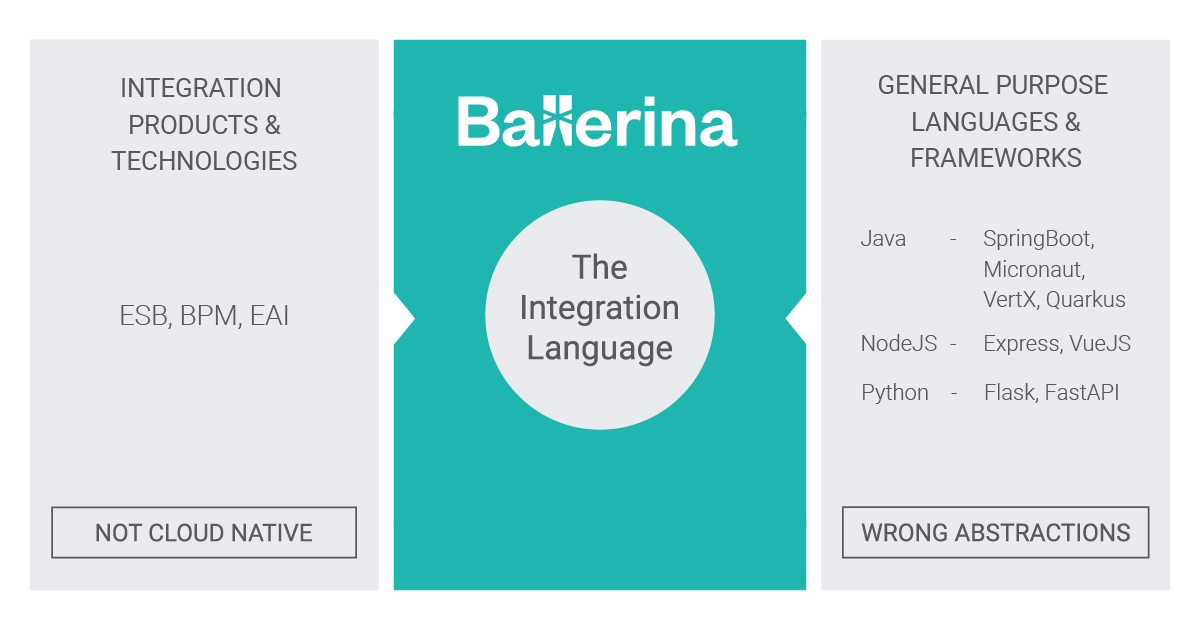 INTEGRATION
PRODUCTS &
TECHNOLOGIES
ESB, BPM, EAI
NOT CLOUD NATIVE
Ballerina
The
Integration
Language
GENERAL PURPOSE
LANGUAGES &
FRAMEWORKS
Java - SpringBoot,
Micronaut,
VertX, Quarkus
NodeJS - Express, VueJS
Python - Flask, FastAPI
WRONG ABSTRACTIONS